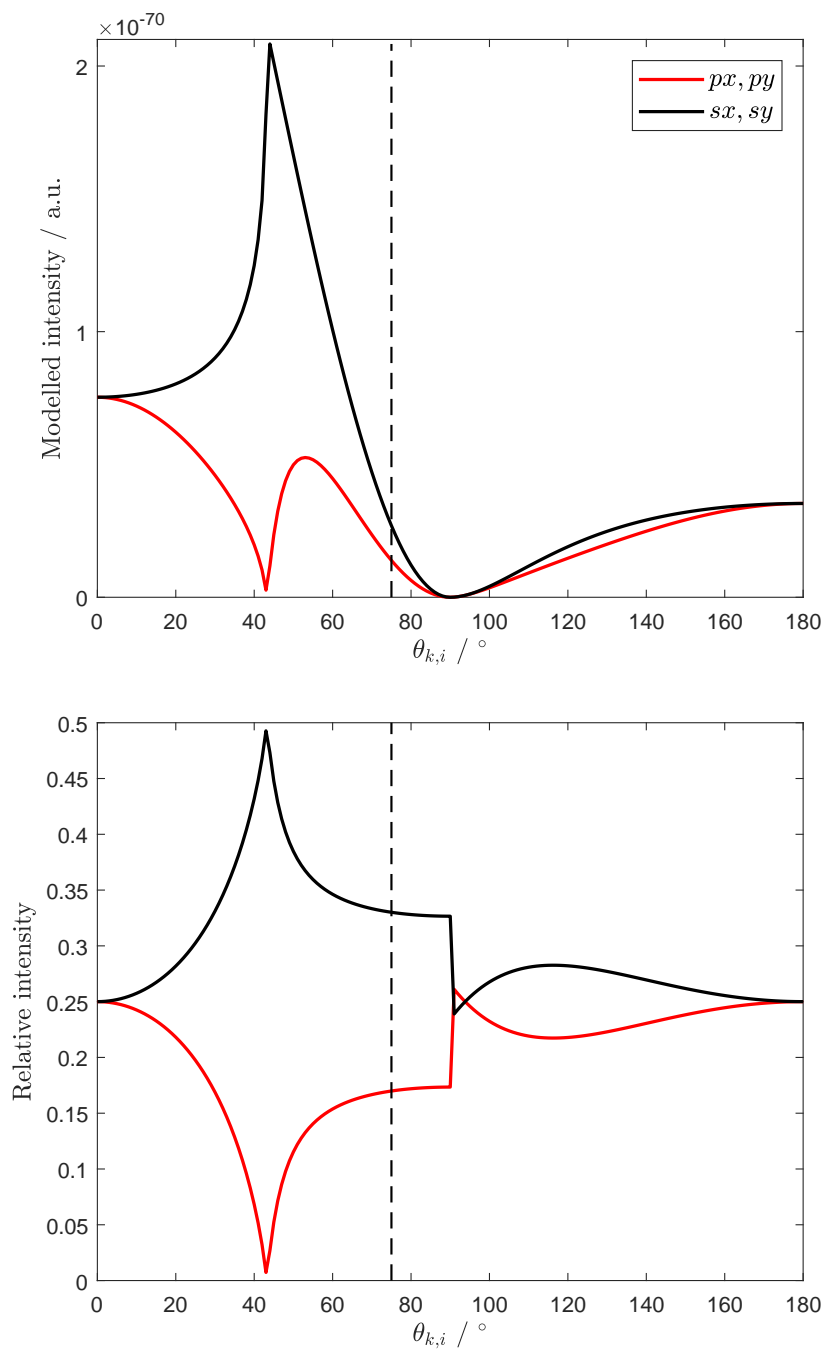 ×10⁻⁷⁰
2
1
0
Modelled intensity / a.u.
px, py
sx, sy
0 20 40 60 80 100 120 140 160 180
θk,i / °
0.5
0.45
0.4
0.35
0.3
0.25
0.2
0.15
0.1
0.05
0
Relative intensity
0 20 40 60 80 100 120 140 160 180
θk,i / °